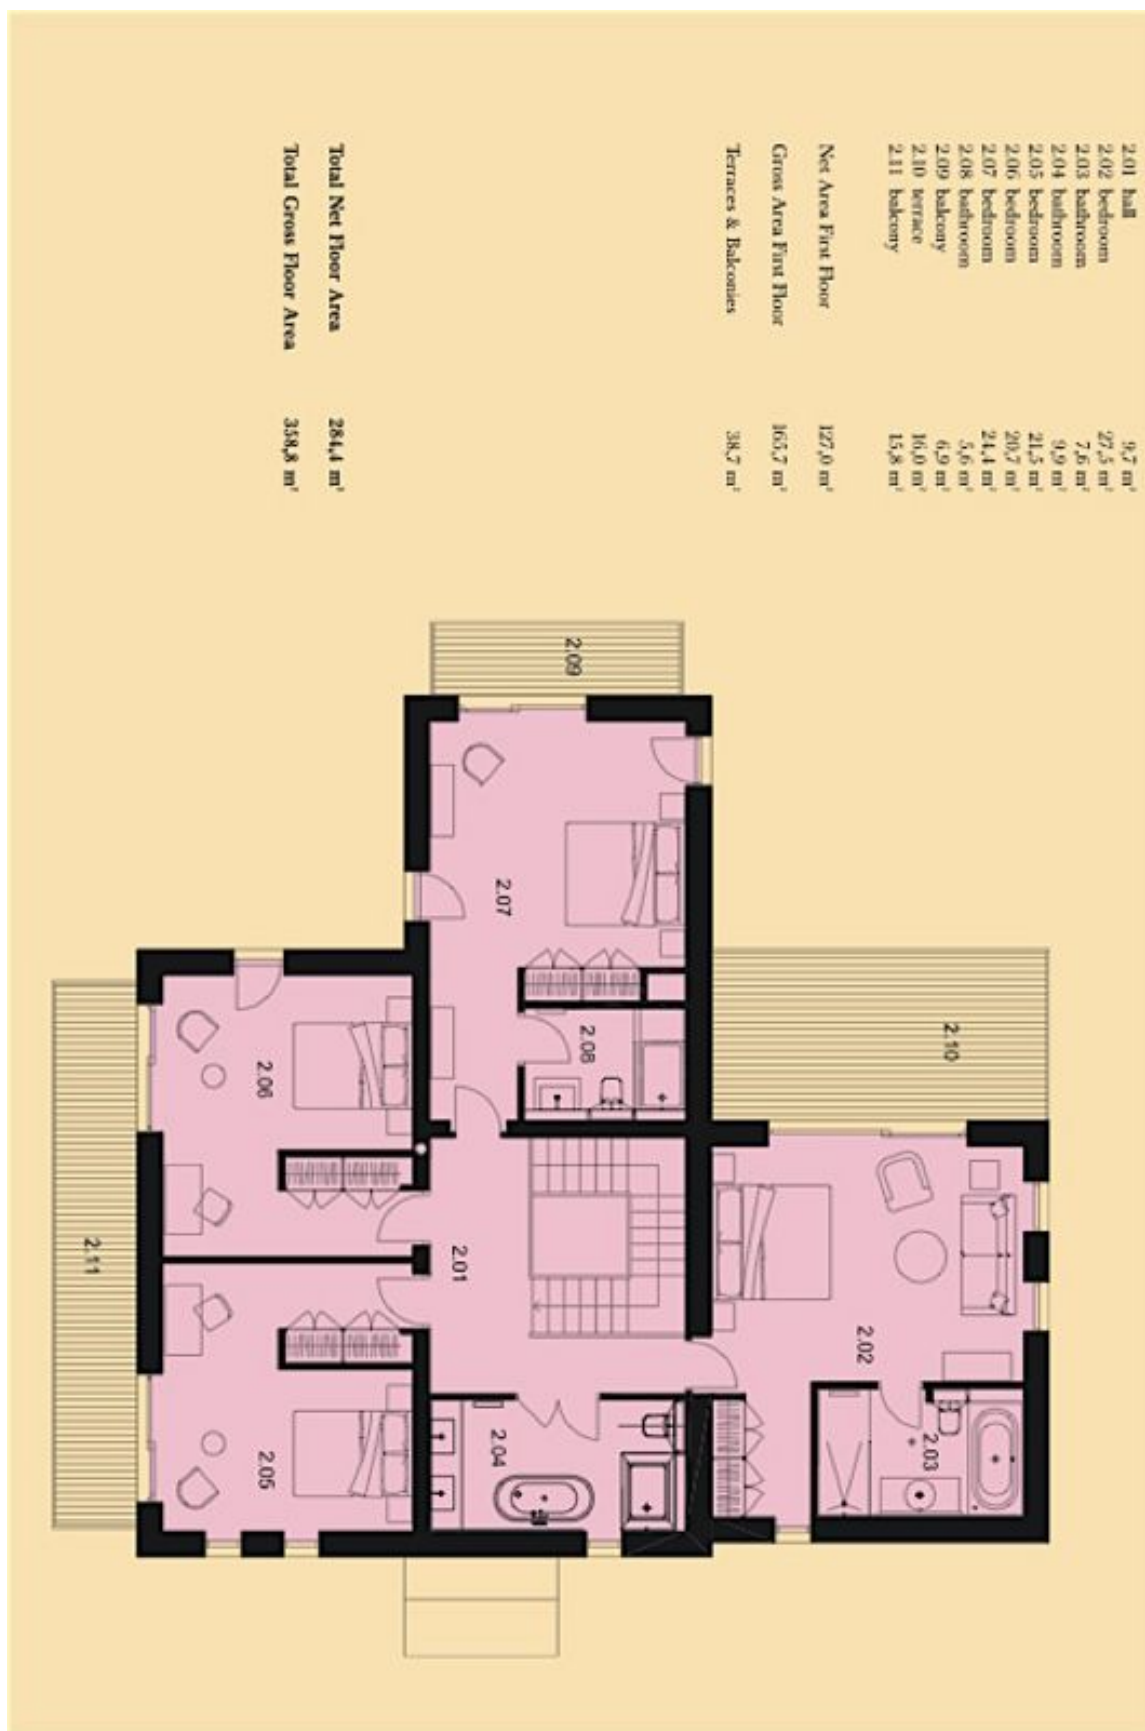 2.01 hall 9,7 m²
2.02 bedroom 27,5 m²
2.03 bathroom 7,6 m²
2.04 bathroom 9,9 m²
2.05 bedroom 21,5 m²
2.06 bedroom 20,7 m²
2.07 bedroom 24,4 m²
2.08 bathroom 5,6 m²
2.09 balcony 6,9 m²
2.10 terrace 16,0 m²
2.11 balcony 15,8 m²
Net Area First Floor 127,0 m²
Gross Area First Floor 165,7 m²
Terraces & Balconies 38,7 m²
Total Net Floor Area 284,4 m²
Total Gross Floor Area 358,8 m²
2.09
2.07
2.08
2.10
2.06
2.11
2.01
2.02
2.05
2.04
2.03